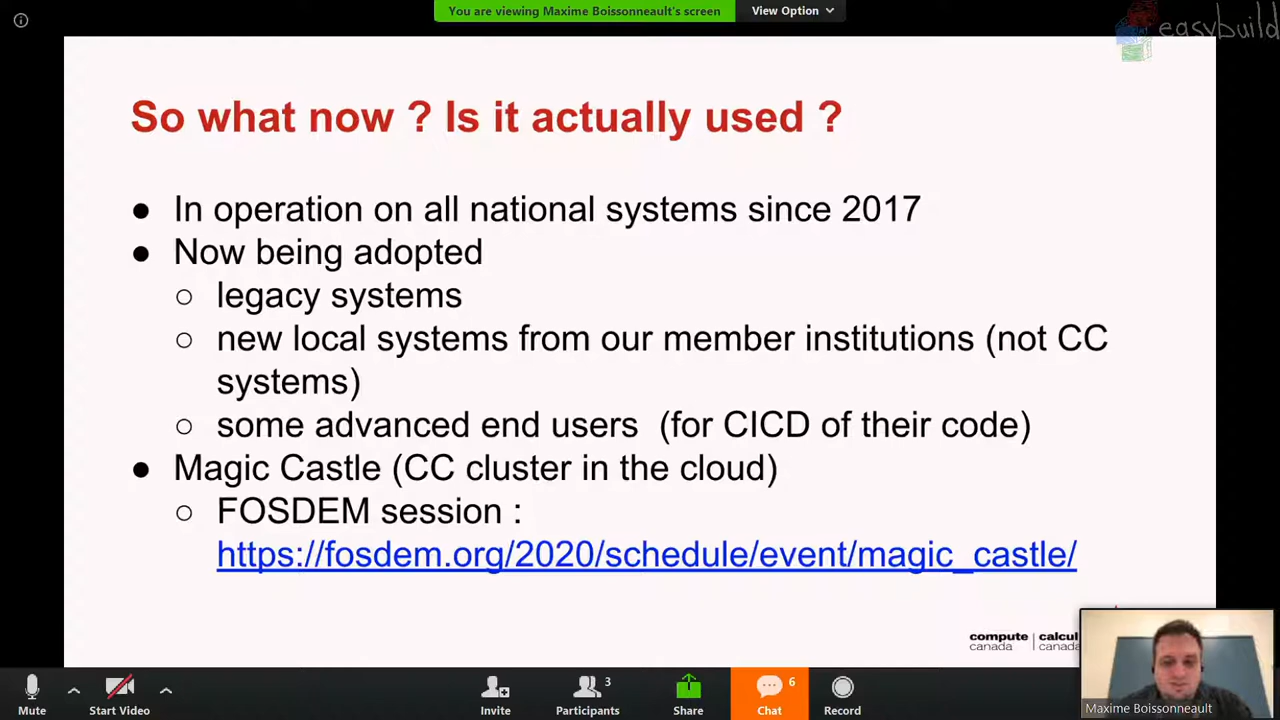 You are viewing Maxime Boissonneault's screen
View Option
easybuild
So what now ? Is it actually used ?
● In operation on all national systems since 2017
● Now being adopted
○ legacy systems
○ new local systems from our member institutions (not CC
systems)
○ some advanced end users (for CICD of their code)
● Magic Castle (CC cluster in the cloud)
○ FOSDEM session :
https://fosdem.org/2020/schedule/event/magic_castle/
compute | calcul
canada | canada
Maxime Boissonneault
Mute
Start Video
Invite
Participants
3
Share
Chat
6
Record